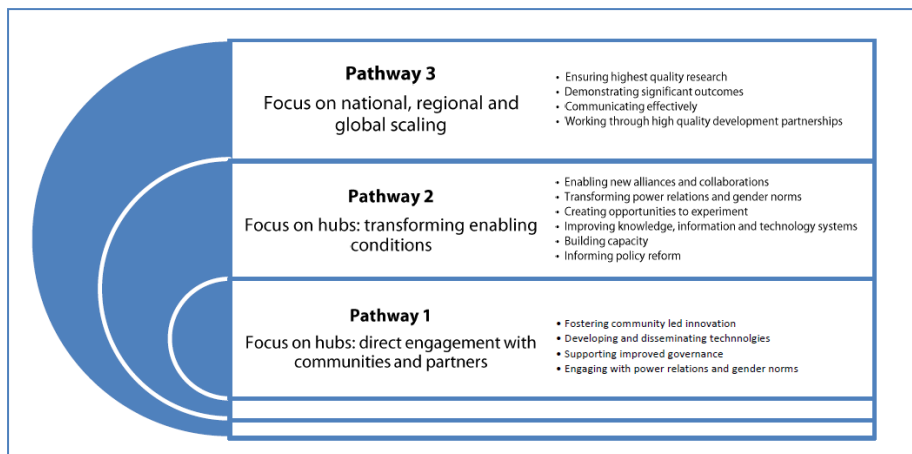 Pathway 3
Focus on national, regional and
global scaling
• Ensuring highest quality research
• Demonstrating significant outcomes
• Communicating effectively
• Working through high quality development partnerships
Pathway 2
Focus on hubs: transforming enabling
conditions
• Enabling new alliances and collaborations
• Transforming power relations and gender norms
• Creating opportunities to experiment
• Improving knowledge, information and technology systems
• Building capacity
• Informing policy reform
Pathway 1
Focus on hubs: direct engagement with
communities and partners
• Fostering community led innovation
• Developing and disseminating technnolgies
• Supporting improved governance
• Engaging with power relations and gender norms